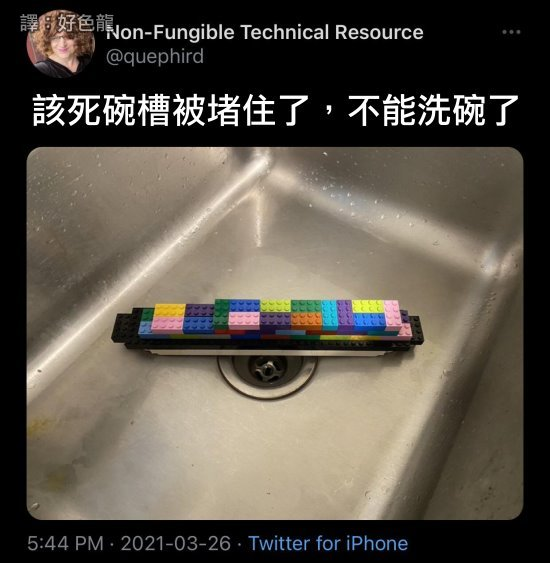 譯：好色龍
Non-Fungible Technical Resource
@quephird
該死碗槽被堵住了，不能洗碗了
5:44 PM · 2021-03-26 · Twitter for iPhone